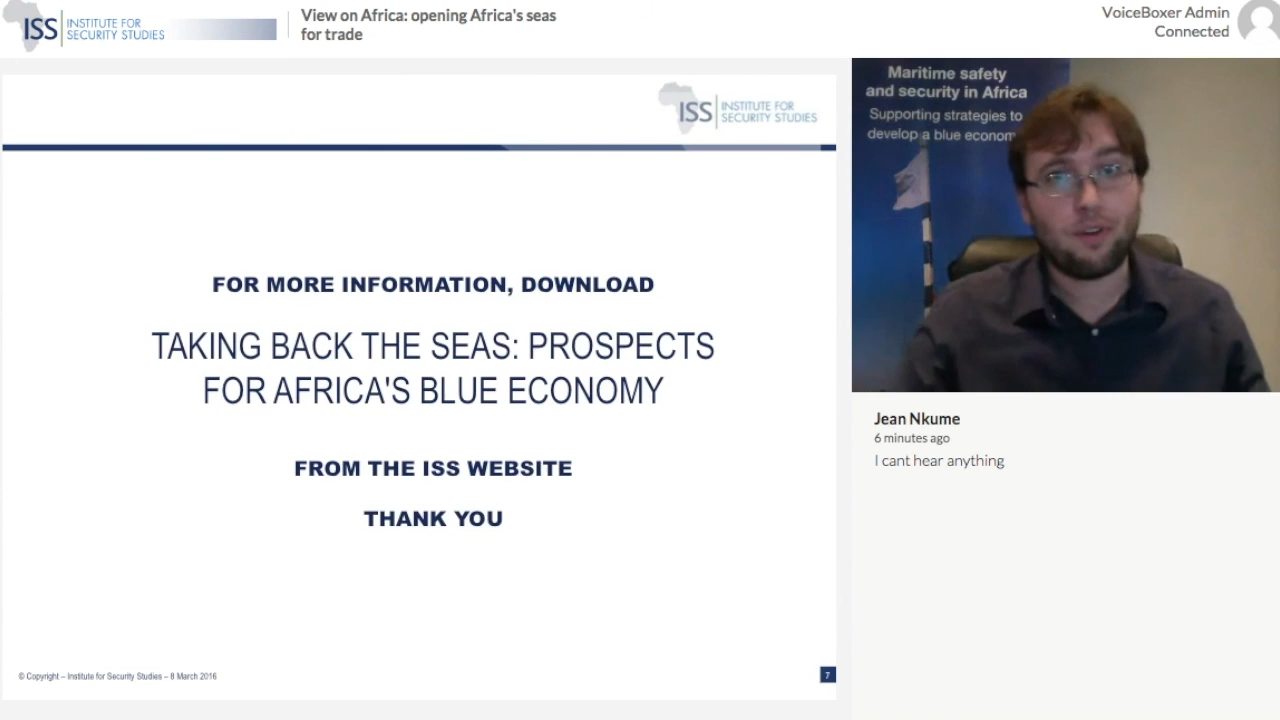 ISS
INSTITUTE FOR
SECURITY STUDIES
View on Africa: opening Africa's seas
for trade
VoiceBoxer Admin
Connected
ISS
INSTITUTE FOR
SECURITY STUDIES
FOR MORE INFORMATION, DOWNLOAD
TAKING BACK THE SEAS: PROSPECTS
FOR AFRICA'S BLUE ECONOMY
FROM THE ISS WEBSITE
THANK YOU
© Copyright – Institute for Security Studies – 8 March 2016
7
Maritime safety
and security in Africa
Supporting strategies to
develop a blue econom
Jean Nkume
6 minutes ago
I cant hear anything